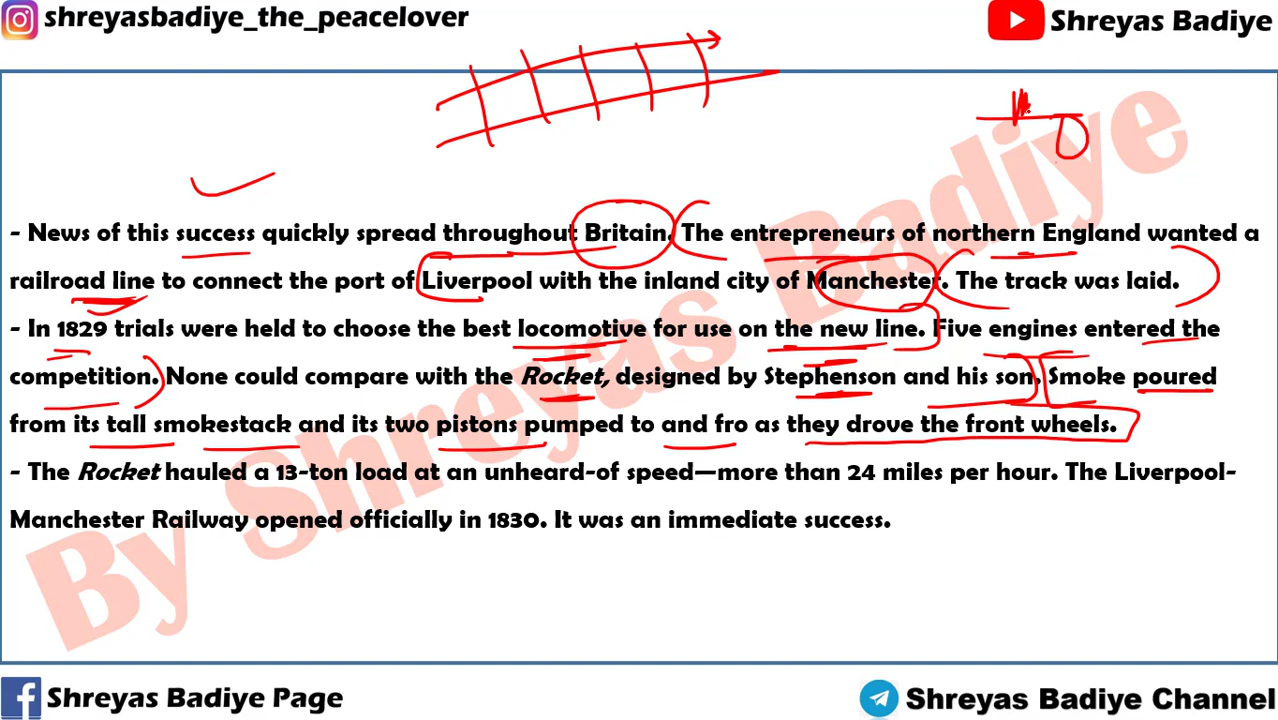 shreyasbadiye_the_peacelover
Shreyas Badiye
- News of this success quickly spread throughout Britain. The entrepreneurs of northern England wanted a
railroad line to connect the port of Liverpool with the inland city of Manchester. The track was laid.
- In 1829 trials were held to choose the best locomotive for use on the new line. Five engines entered the
competition. None could compare with the Rocket, designed by Stephenson and his son. Smoke poured
from its tall smokestack and its two pistons pumped to and fro as they drove the front wheels.
- The Rocket hauled a 13-ton load at an unheard-of speed—more than 24 miles per hour. The Liverpool-
Manchester Railway opened officially in 1830. It was an immediate success.
By Shreyas Badiye
Shreyas Badiye Page
Shreyas Badiye Channel